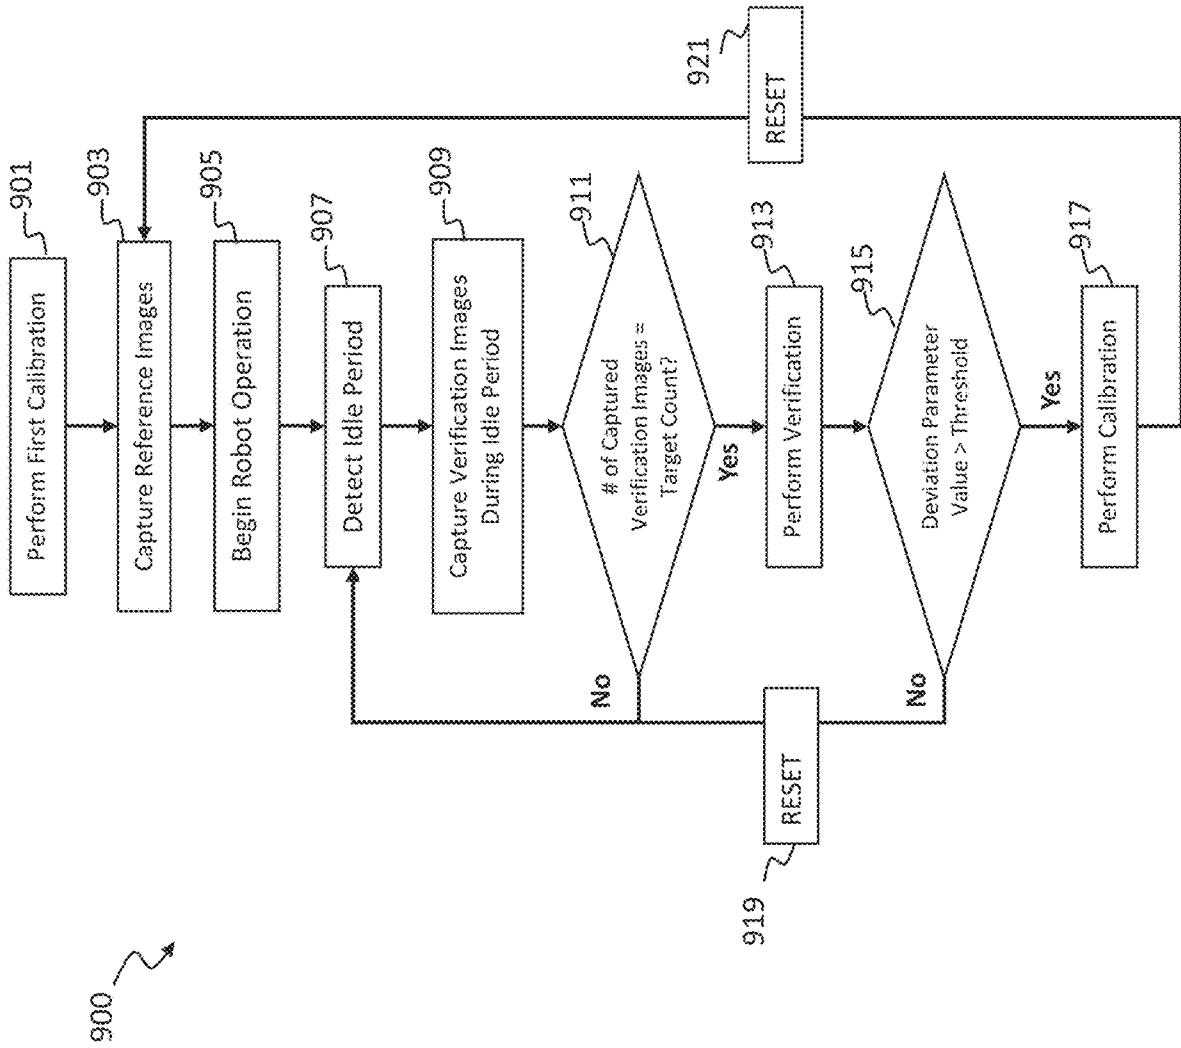 900
Perform First Calibration
901
Capture Reference Images
903
Begin Robot Operation
905
Detect Idle Period
907
Capture Verification Images
During Idle Period
909
# of Captured
Verification Images =
Target Count?
911
No
Yes
Perform Verification
913
Deviation Parameter
Value > Threshold
915
No
Yes
Perform Calibration
917
RESET
919
RESET
921